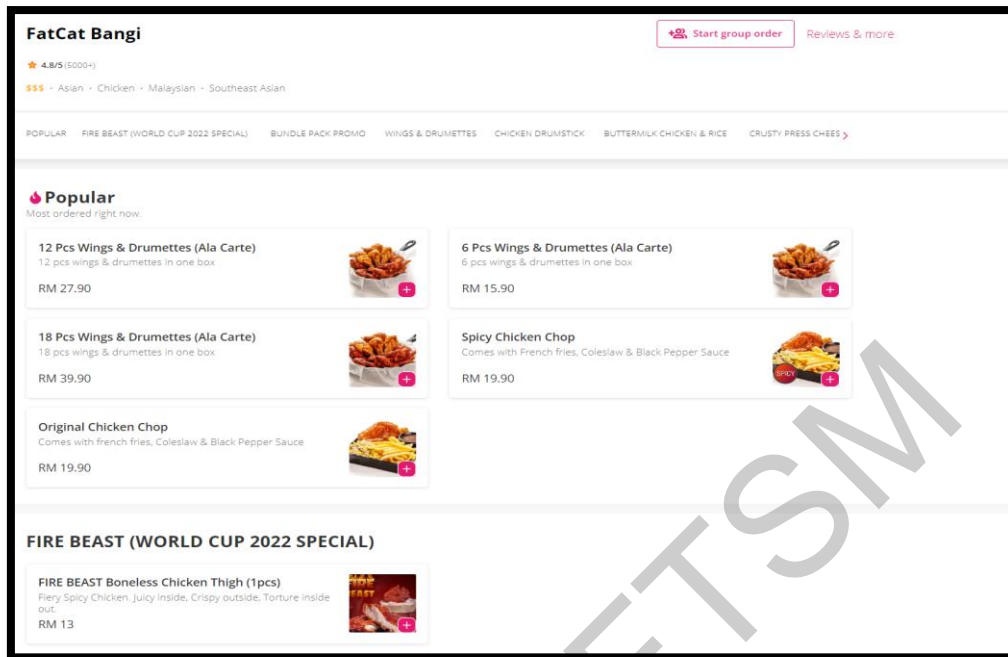 FatCat Bangi
Start group order
Reviews & more
4.8/5 (5000+)
$$$ • Asian • Chicken • Malaysian • Southeast Asian
POPULAR FIRE BEAST (WORLD CUP 2022 SPECIAL) BUNDLE PACK PROMO WINGS & DRUMETTES CHICKEN DRUMSTICK BUTTERMILK CHICKEN & RICE CRUSTY PRESS CHEES
Popular
Most ordered right now.
12 Pcs Wings & Drumettes (Ala Carte)
12 pcs wings & drumettes in one box
RM 27.90
6 Pcs Wings & Drumettes (Ala Carte)
6 pcs wings & drumettes in one box
RM 15.90
18 Pcs Wings & Drumettes (Ala Carte)
18 pcs wings & drumettes in one box
RM 39.90
Spicy Chicken Chop
Comes with French fries, Coleslaw & Black Pepper Sauce
RM 19.90
SPICY
Original Chicken Chop
Comes with french fries, Coleslaw & Black Pepper Sauce
RM 19.90
FIRE BEAST (WORLD CUP 2022 SPECIAL)
FIRE BEAST Boneless Chicken Thigh (1pcs)
Fiery Spicy Chicken. Juicy inside, Crispy outside, Torture inside
out.
RM 13
FIRE
BEAST
FTSM